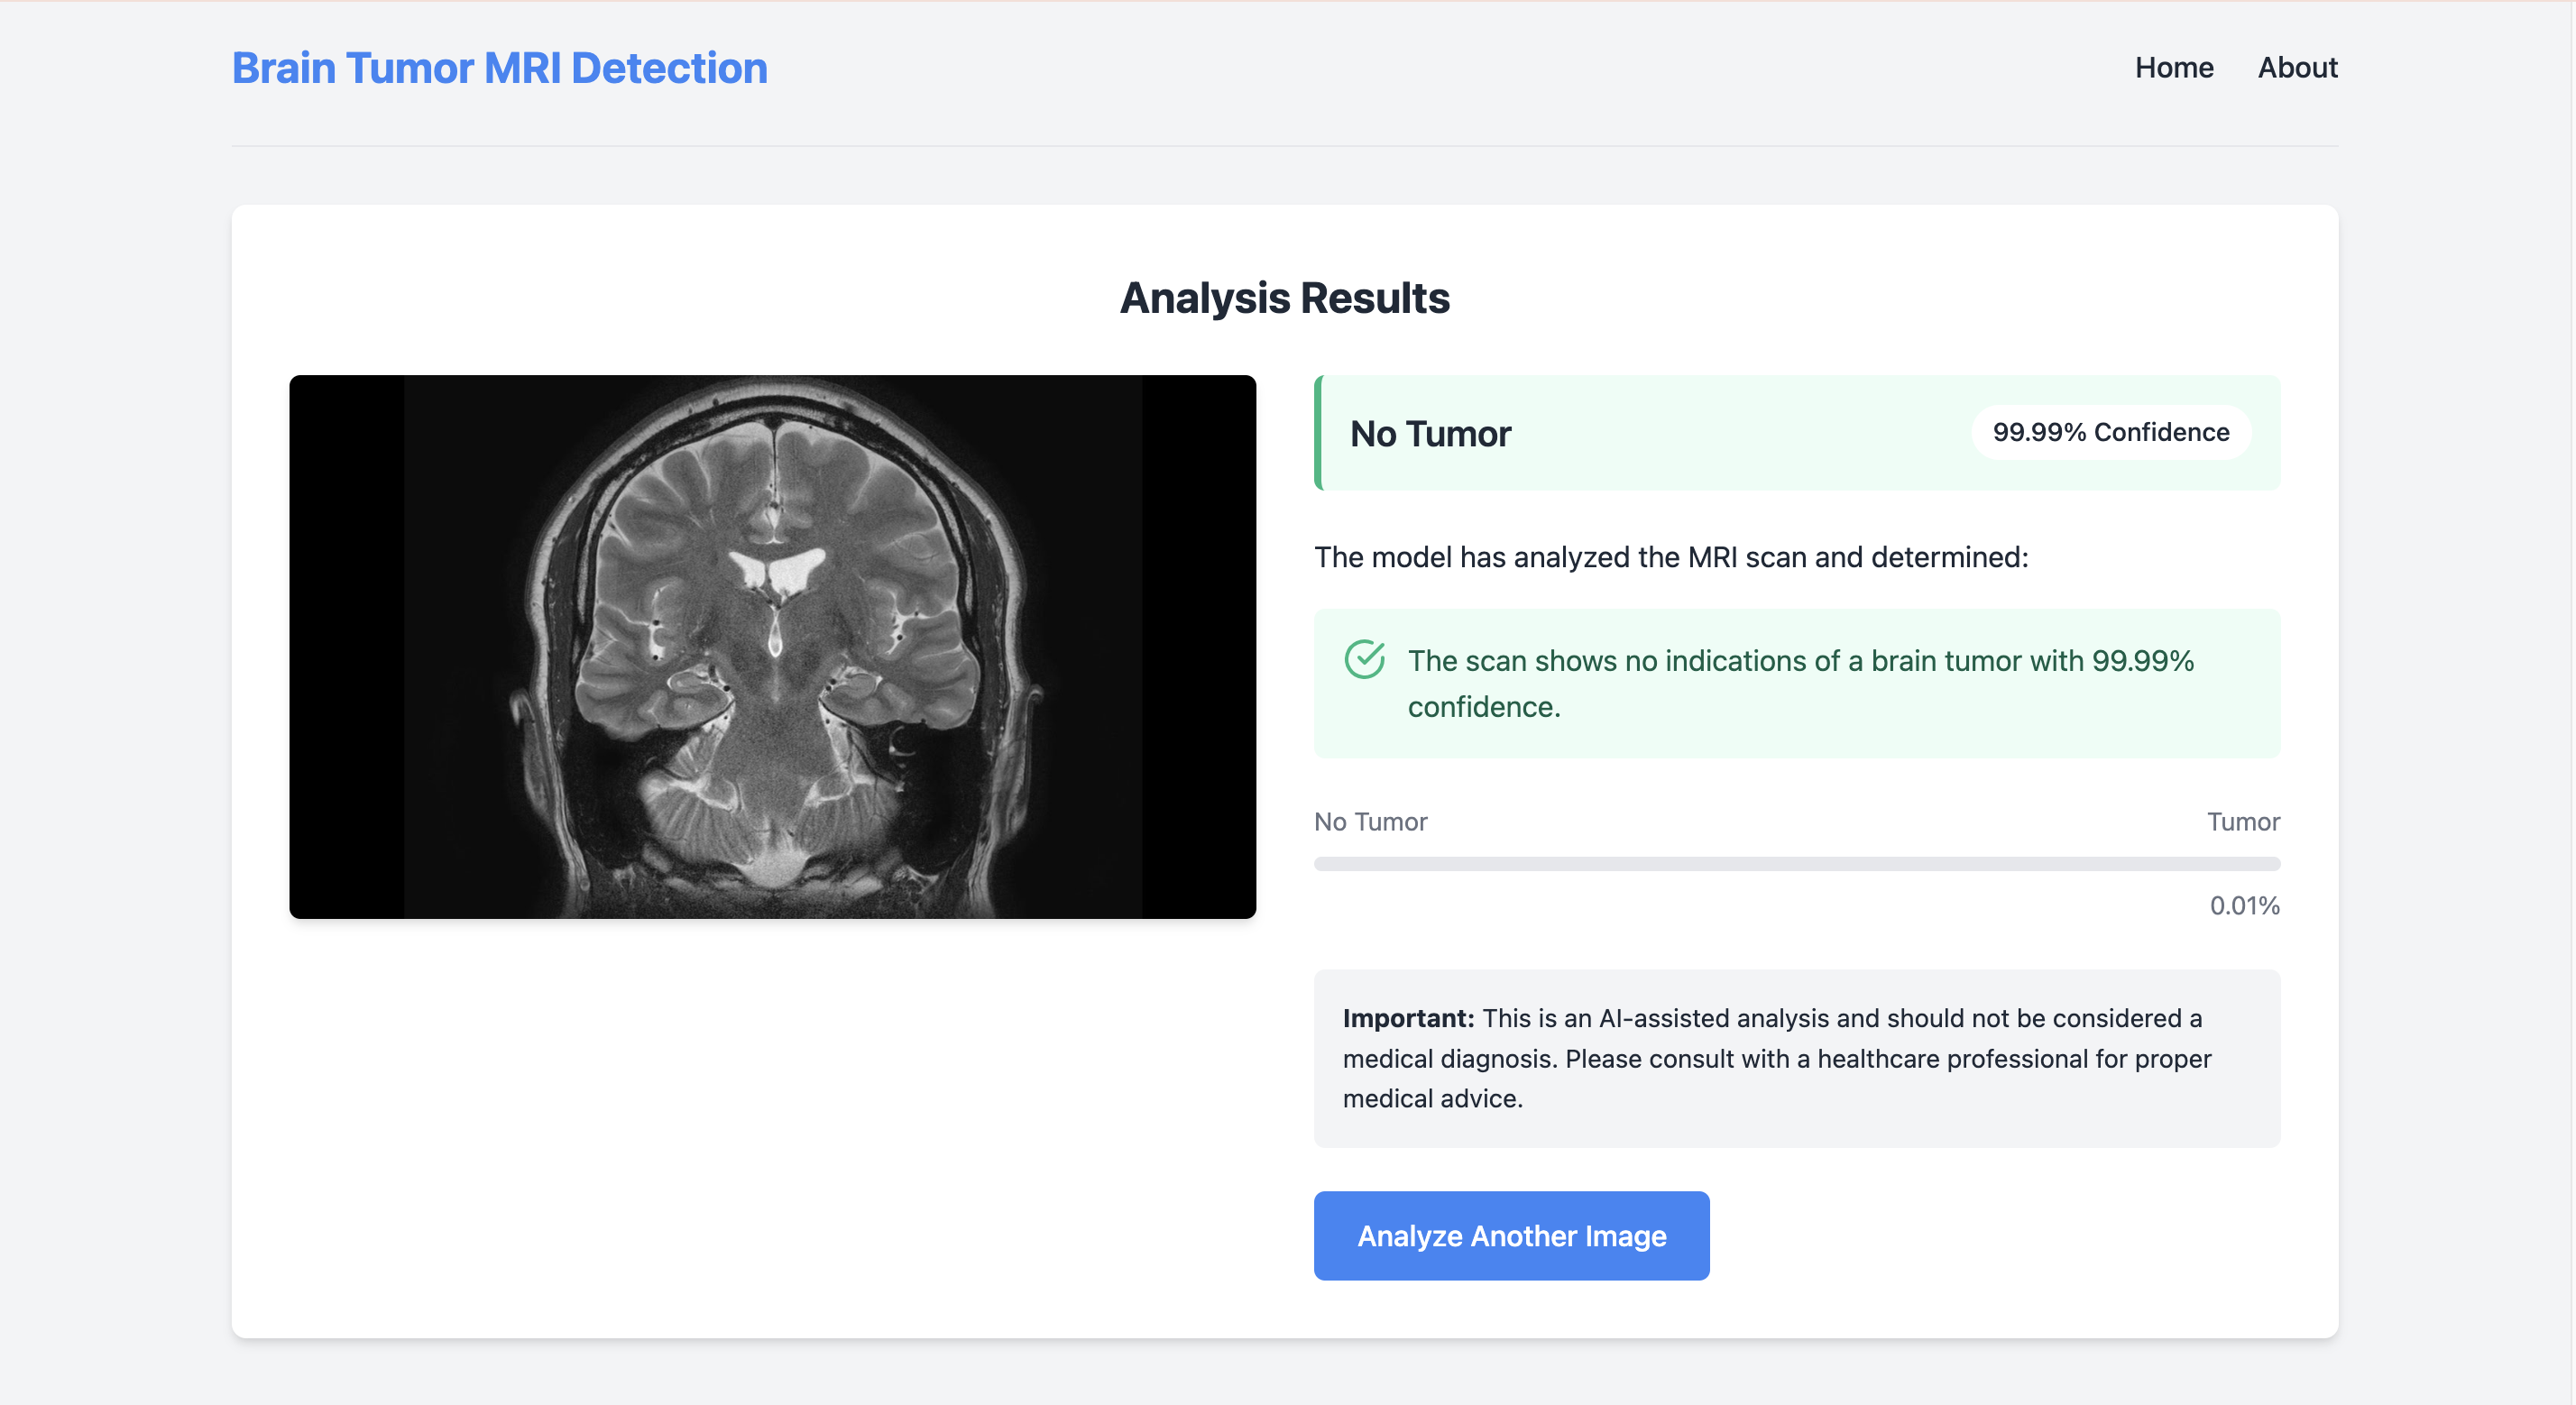 Brain Tumor MRI Detection
Home
About
Analysis Results
No Tumor
99.99% Confidence
The model has analyzed the MRI scan and determined:
The scan shows no indications of a brain tumor with 99.99%
confidence.
No Tumor
Tumor
0.01%
Important: This is an AI-assisted analysis and should not be considered a
medical diagnosis. Please consult with a healthcare professional for proper
medical advice.
Analyze Another Image